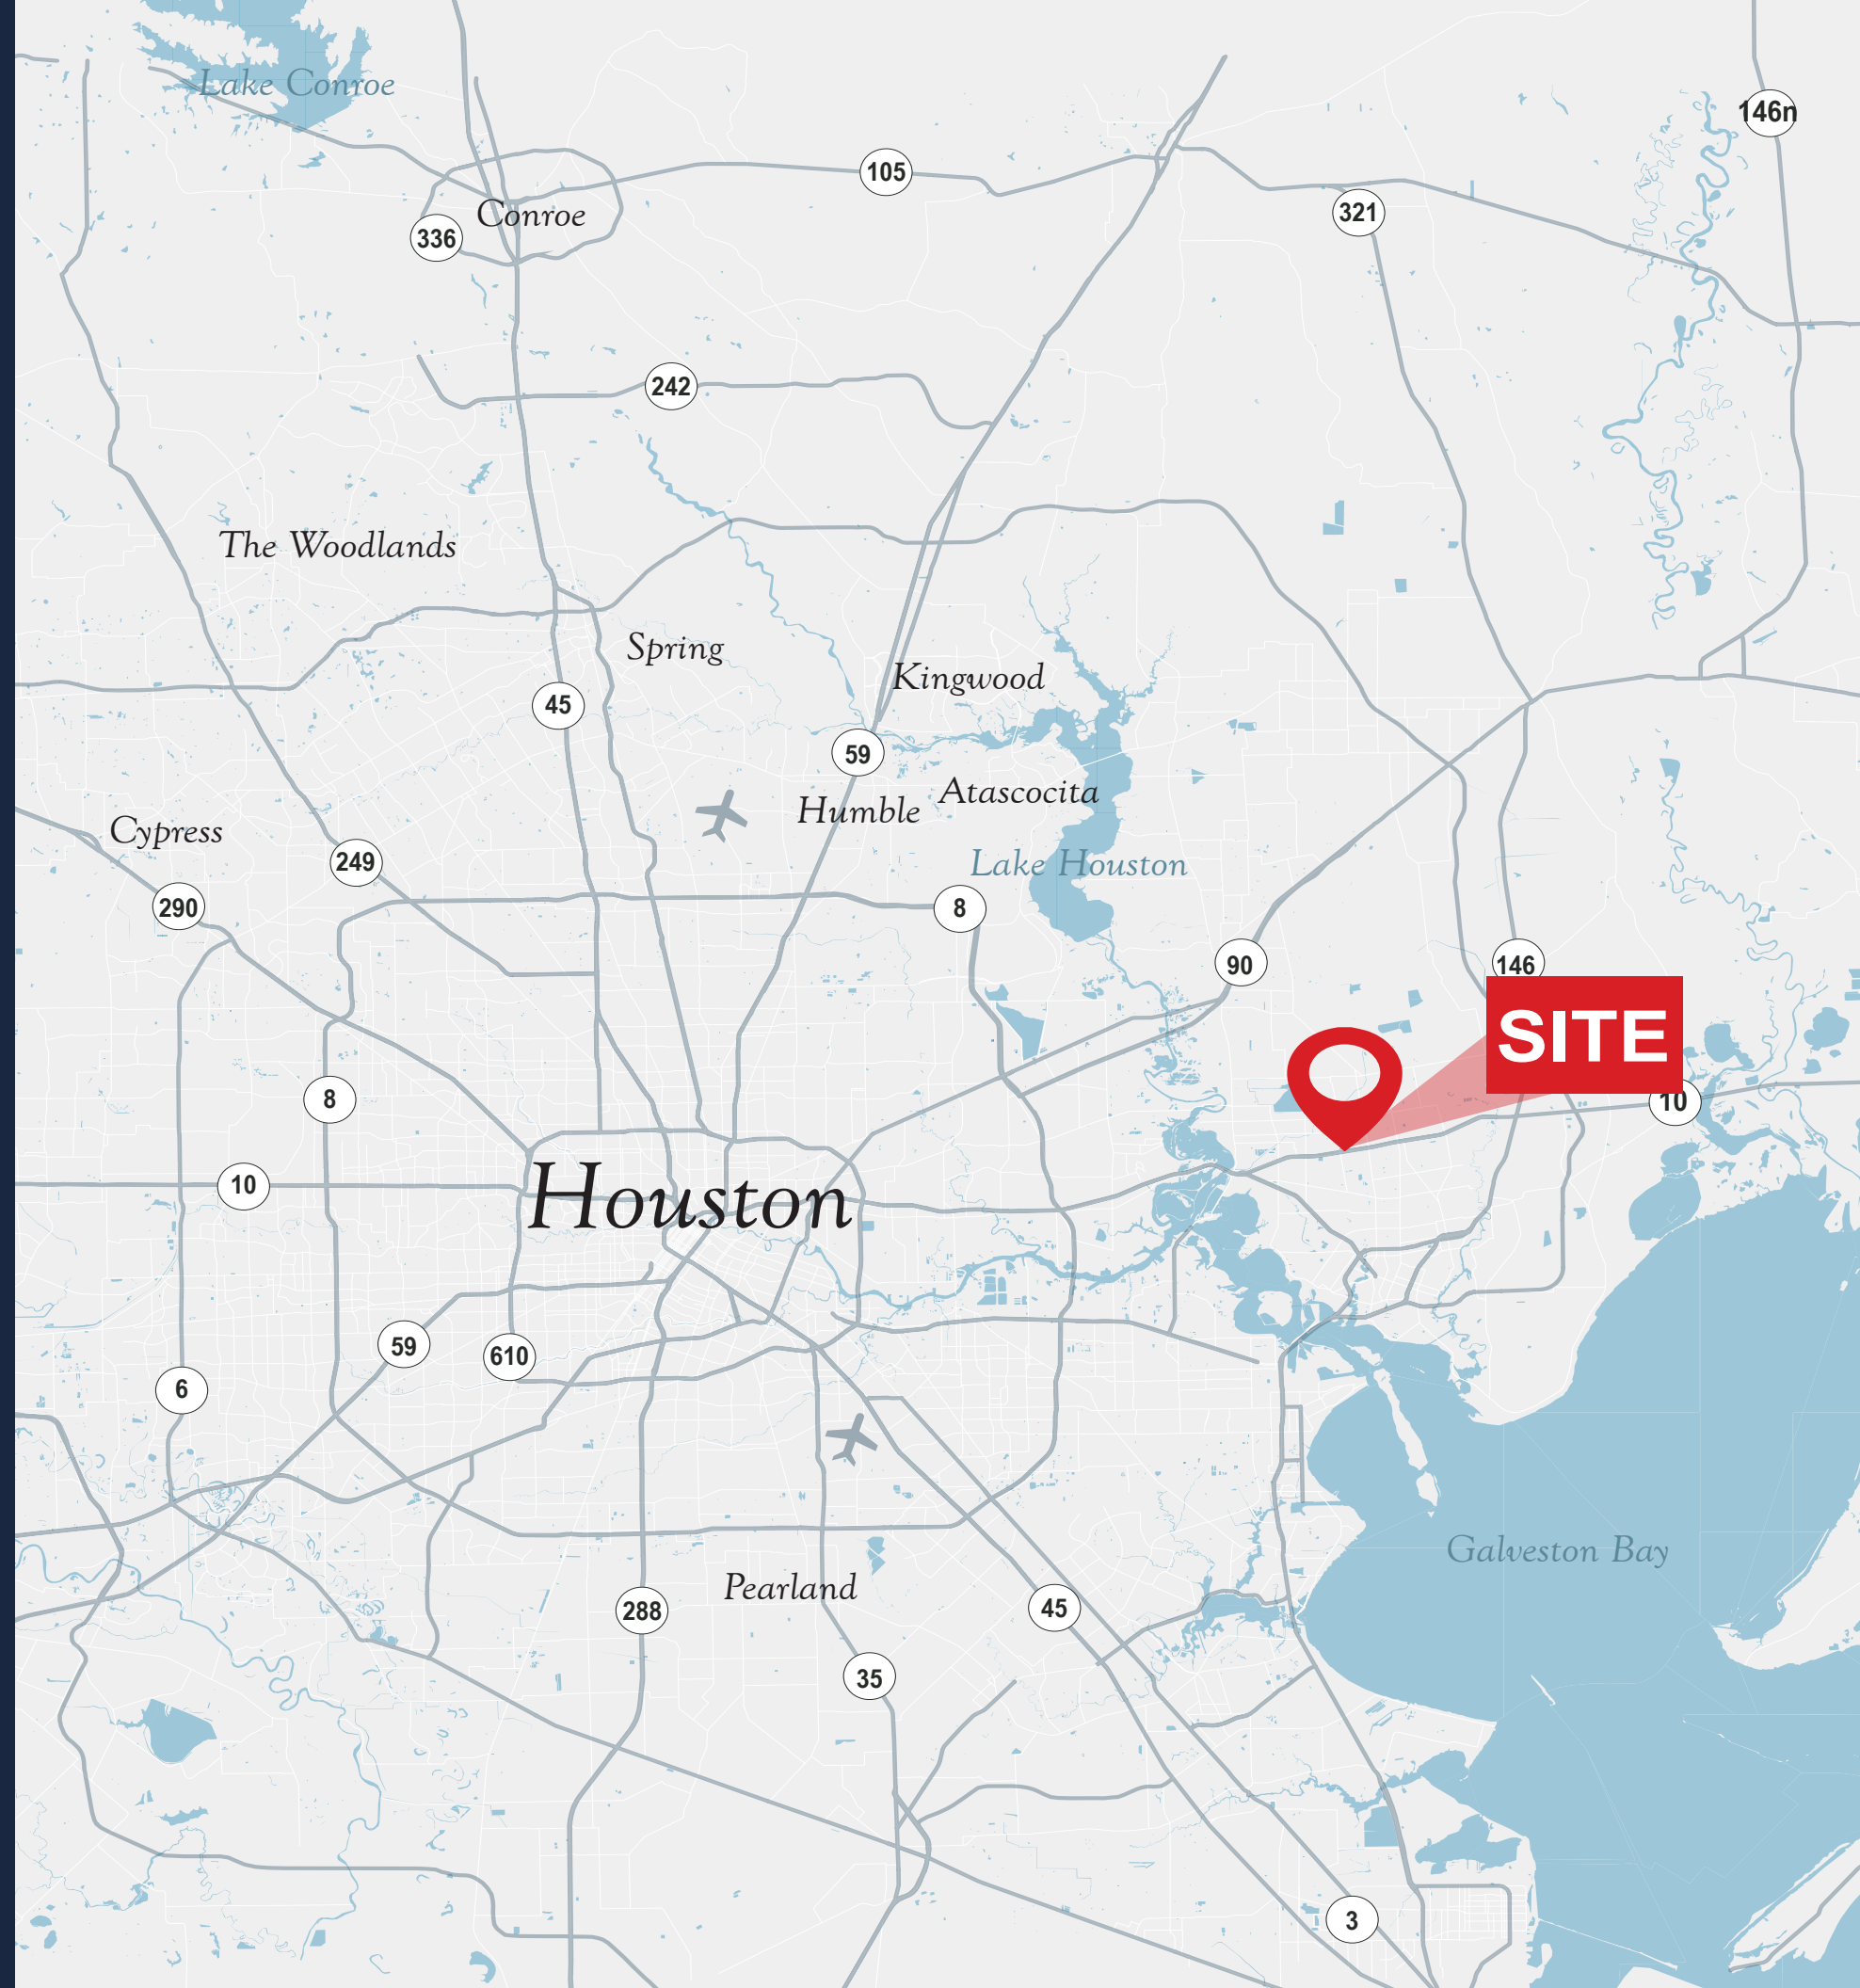 Lake Conroe
146n
105
321
Conroe
336
242
The Woodlands
Spring
Kingwood
45
59
Atascocita
Humble
Cypress
249
Lake Houston
290
8
90
146
SITE
8
10
10
Houston
59
610
6
Galveston Bay
Pearland
288
45
35
3